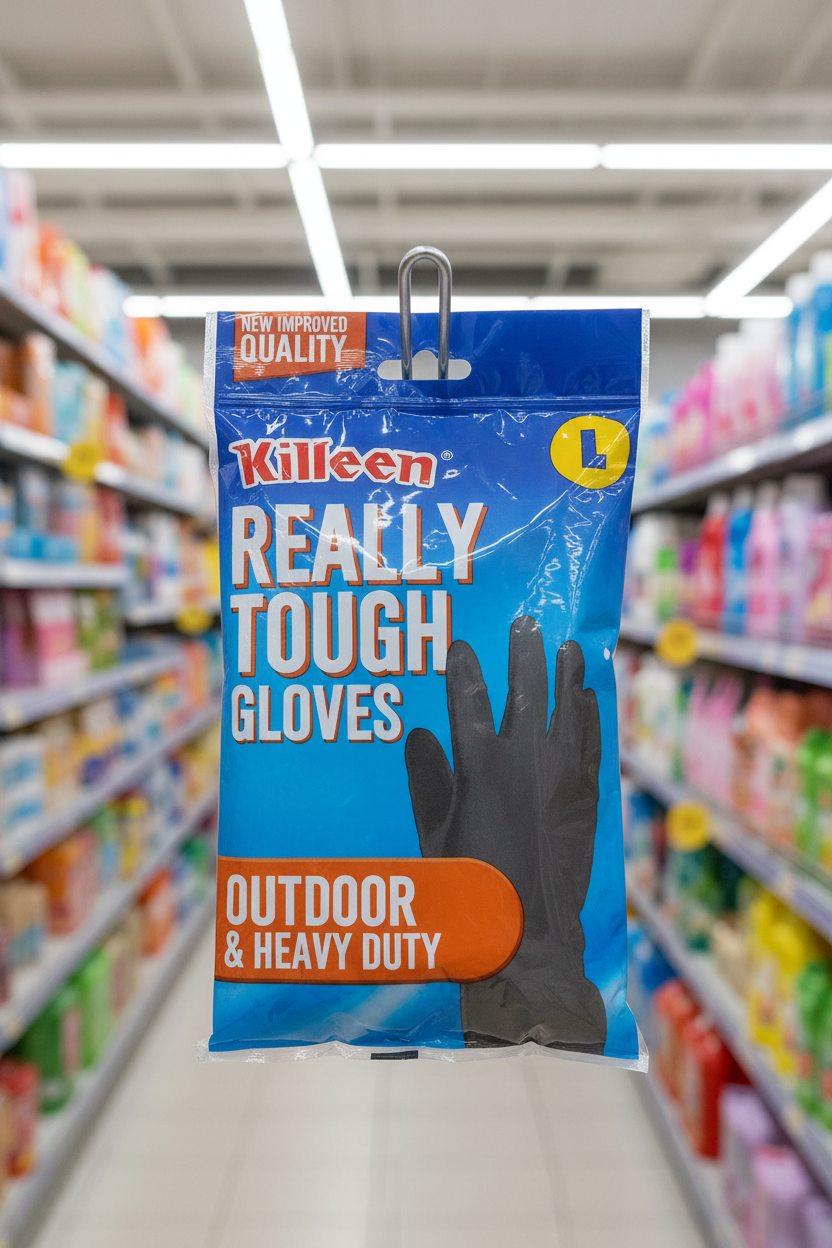 NEW IMPROVED
QUALITY
Killeen®
L
REALLY
TOUGH
GLOVES
OUTDOOR
& HEAVY DUTY